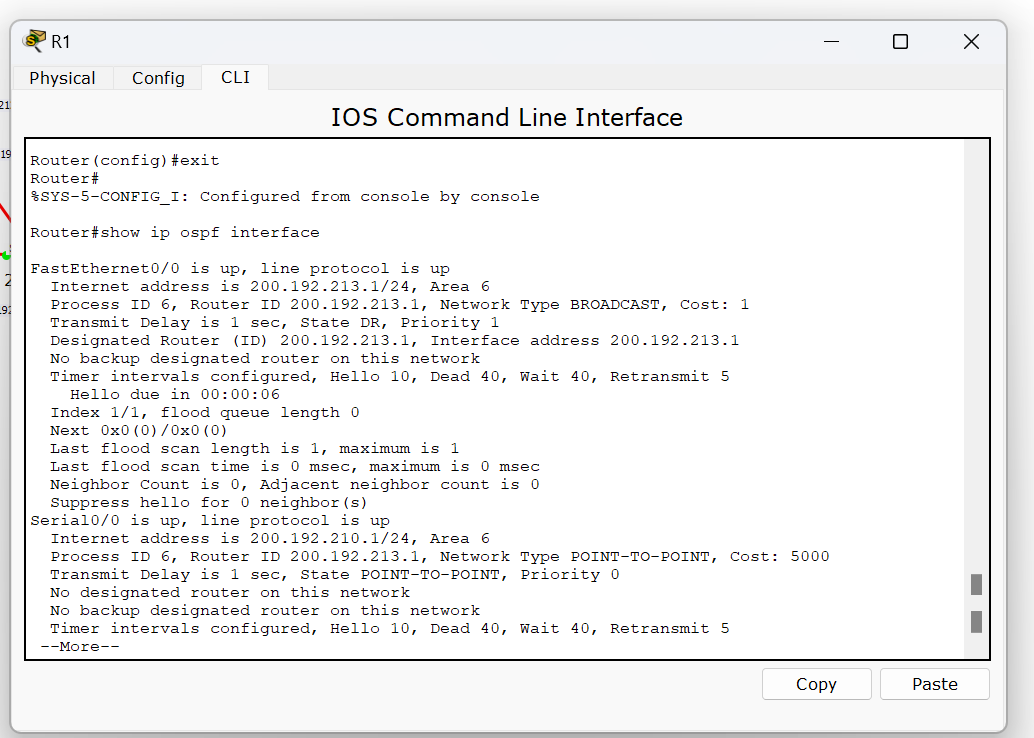 R1
Physical Config CLI
IOS Command Line Interface
Router(config)#exit
Router#
%SYS-5-CONFIG_I: Configured from console by console
Router#show ip ospf interface
FastEthernet0/0 is up, line protocol is up
Internet address is 200.192.213.1/24, Area 6
Process ID 6, Router ID 200.192.213.1, Network Type BROADCAST, Cost: 1
Transmit Delay is 1 sec, State DR, Priority 1
Designated Router (ID) 200.192.213.1, Interface address 200.192.213.1
No backup designated router on this network
Timer intervals configured, Hello 10, Dead 40, Wait 40, Retransmit 5
Hello due in 00:00:06
Index 1/1, flood queue length 0
Next 0x0(0)/0x0(0)
Last flood scan length is 1, maximum is 1
Last flood scan time is 0 msec, maximum is 0 msec
Neighbor Count is 0, Adjacent neighbor count is 0
Suppress hello for 0 neighbor(s)
Serial0/0 is up, line protocol is up
Internet address is 200.192.210.1/24, Area 6
Process ID 6, Router ID 200.192.213.1, Network Type POINT-TO-POINT, Cost: 5000
Transmit Delay is 1 sec, State POINT-TO-POINT, Priority 0
No designated router on this network
No backup designated router on this network
Timer intervals configured, Hello 10, Dead 40, Wait 40, Retransmit 5
--More--
Copy Paste